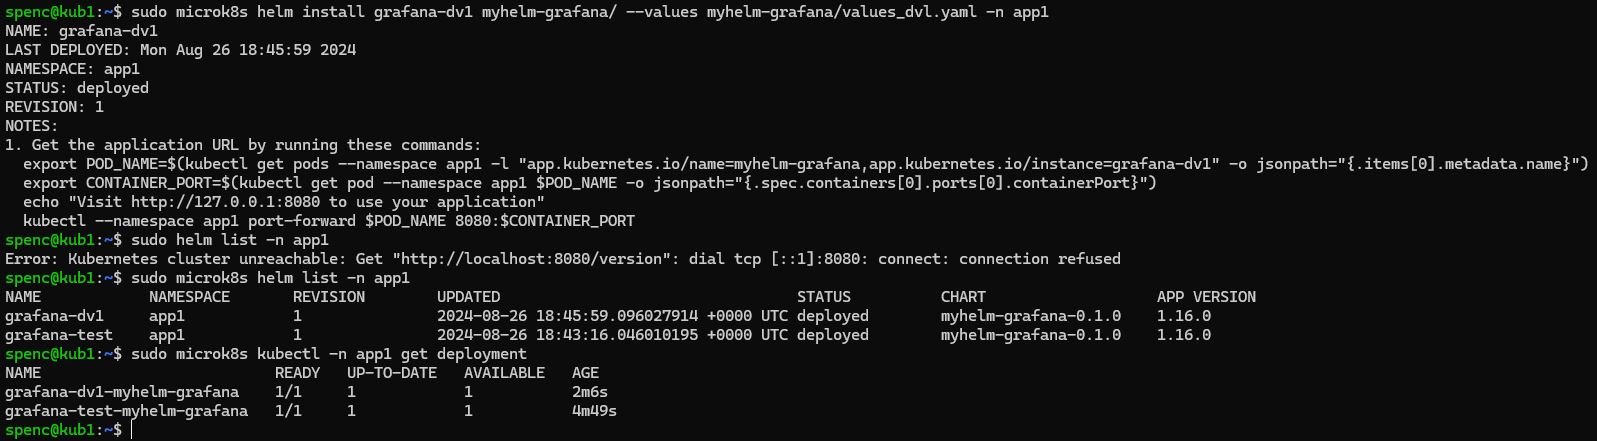 spenc@kub1:~$ sudo microk8s helm install grafana-dv1 myhelm-grafana/ --values myhelm-grafana/values_dvl.yaml -n app1
NAME: grafana-dv1
LAST DEPLOYED: Mon Aug 26 18:45:59 2024
NAMESPACE: app1
STATUS: deployed
REVISION: 1
NOTES:
1. Get the application URL by running these commands:
  export POD_NAME=$(kubectl get pods --namespace app1 -l "app.kubernetes.io/name=myhelm-grafana,app.kubernetes.io/instance=grafana-dv1" -o jsonpath="{.items[0].metadata.name}")
  export CONTAINER_PORT=$(kubectl get pod --namespace app1 $POD_NAME -o jsonpath="{.spec.containers[0].ports[0].containerPort}")
  echo "Visit http://127.0.0.1:8080 to use your application"
  kubectl --namespace app1 port-forward $POD_NAME 8080:$CONTAINER_PORT
spenc@kub1:~$ sudo helm list -n app1
Error: Kubernetes cluster unreachable: Get "http://localhost:8080/version": dial tcp [::1]:8080: connect: connection refused
spenc@kub1:~$ sudo microk8s helm list -n app1
NAME            NAMESPACE       REVISION        UPDATED                                 STATUS          CHART                   APP VERSION
grafana-dv1     app1            1               2024-08-26 18:45:59.096027914 +0000 UTC deployed        myhelm-grafana-0.1.0    1.16.0
grafana-test    app1            1               2024-08-26 18:43:16.046010195 +0000 UTC deployed        myhelm-grafana-0.1.0    1.16.0
spenc@kub1:~$ sudo microk8s kubectl -n app1 get deployment
NAME                          READY   UP-TO-DATE   AVAILABLE   AGE
grafana-dv1-myhelm-grafana    1/1     1            1           2m6s
grafana-test-myhelm-grafana   1/1     1            1           4m49s
spenc@kub1:~$